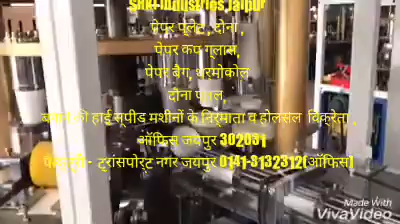 SHRI industries jaipur
पेपर प्लेट , दोना ,
पेपर कप ग्लास,
पेपर बैग, थरमोकोल
दोना पत्तल,
बनाने की हाई स्पीड मशीनों के निर्माता व होलसेल विक्रेता ,
ऑफिस जयपुर 302031
- ट्रांसपोर्ट नगर जयपुर 0141-3132312(ऑफिस)
Made With
VivaVideo